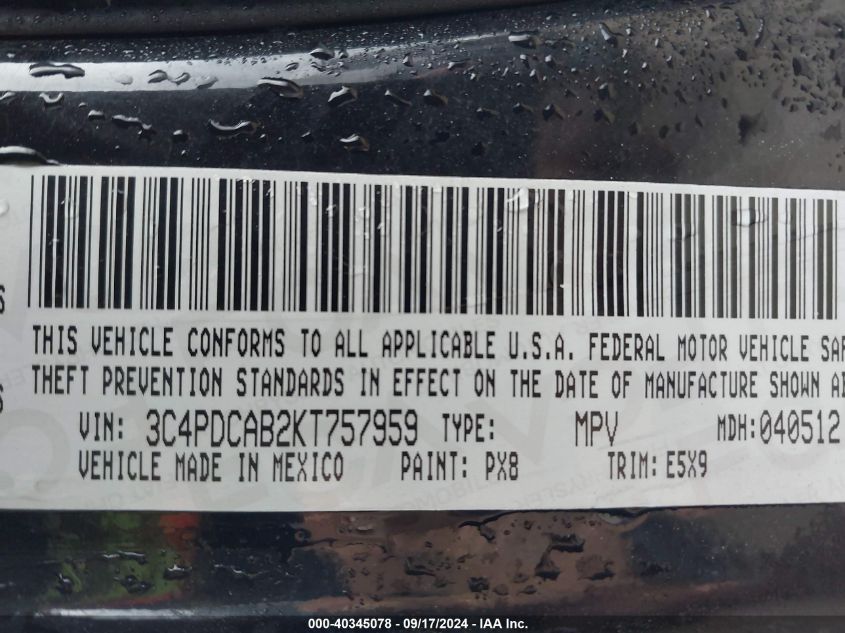 THIS VEHICLE CONFORMS TO ALL APPLICABLE U.S.A. FEDERAL MOTOR VEHICLE
THEFT PREVENTION STANDARDS IN EFFECT ON THE DATE OF MANUFACTURE SHOWN
VIN: 3C4PDCAB2KT757959 TYPE: MPV MDH: 040512
VEHICLE MADE IN MEXICO PAINT: PX8 TRIM: E5X9
000-40345078 - 09/17/2024 - IAA Inc.